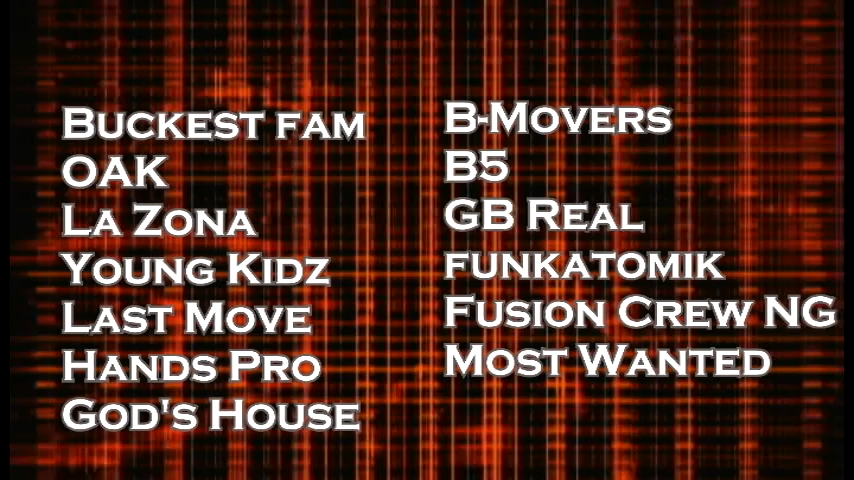 Buckest fam
OAK
La Zona
Young Kidz
Last Move
Hands Pro
God's House
B-Movers
B5
GB Real
funkatomik
Fusion Crew NG
Most Wanted